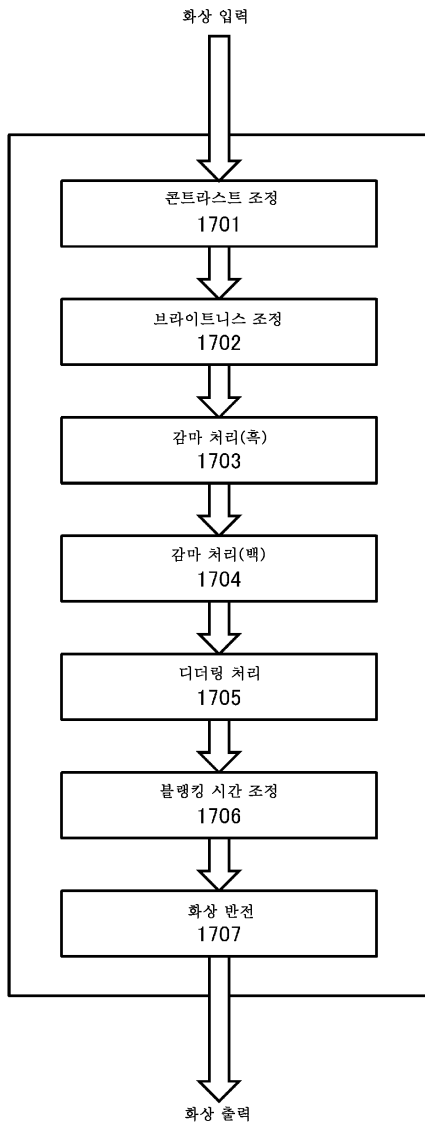 화상 입력
콘트라스트 조정
1701
브라이트니스 조정
1702
감마 처리(흑)
1703
감마 처리(백)
1704
디더링 처리
1705
블랭킹 시간 조정
1706
화상 반전
1707
화상 출력